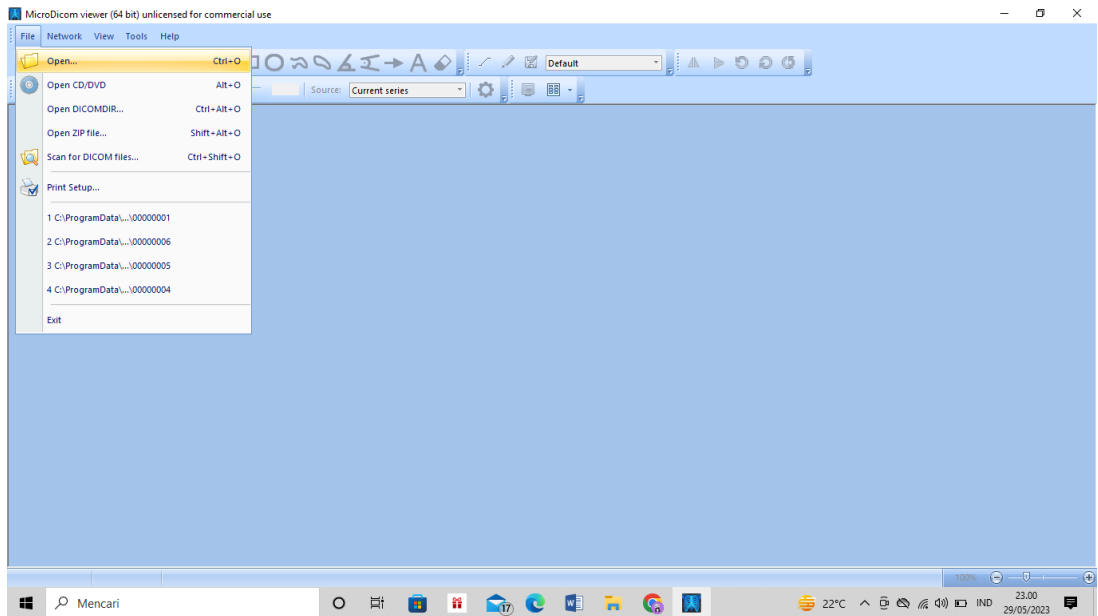 MicroDicom viewer (64 bit) unlicensed for commercial use
File Network View Tools Help
Open... Ctrl+O
Default
Open CD/DVD Alt+O
Source: Current series
Open DICOMDIR... Ctrl+Alt+O
Open ZIP file... Shift+Alt+O
Scan for DICOM files... Ctrl+Shift+O
Print Setup...
1 C:\ProgramData\...\00000001
2 C:\ProgramData\...\00000006
3 C:\ProgramData\...\00000005
4 C:\ProgramData\...\00000004
Exit
100%
Mencari
17
22°C
IND
23.00
29/05/2023